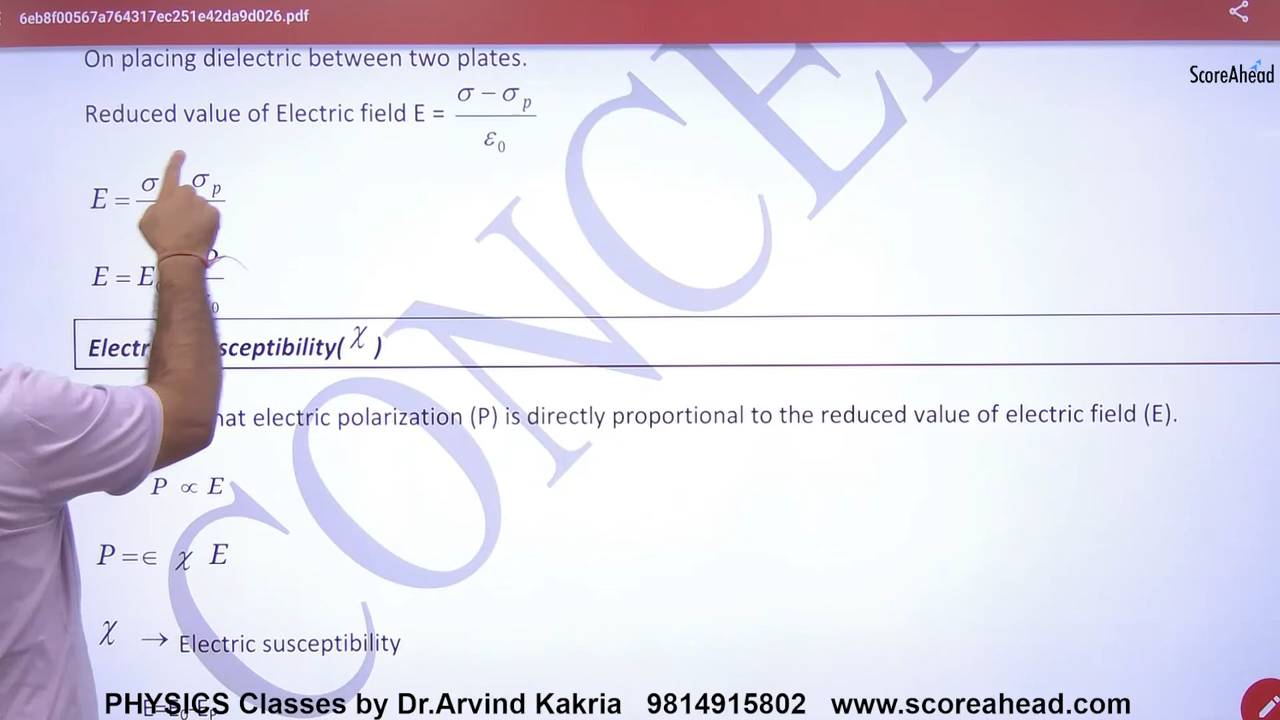 6eb8f00567a764317ec251e42da9d026.pdf
ScoreAhead
On placing dielectric between two plates.
Reduced value of Electric field E = (σ − σₚ) / ε₀
E = σ σₚ
E = E
Electr sceptibility( χ )
hat electric polarization (P) is directly proportional to the reduced value of electric field (E).
P ∝ E
P =∈ χ E
χ → Electric susceptibility
CONCE
PHYSICS Classes by Dr.Arvind Kakria 9814915802 www.scoreahead.com